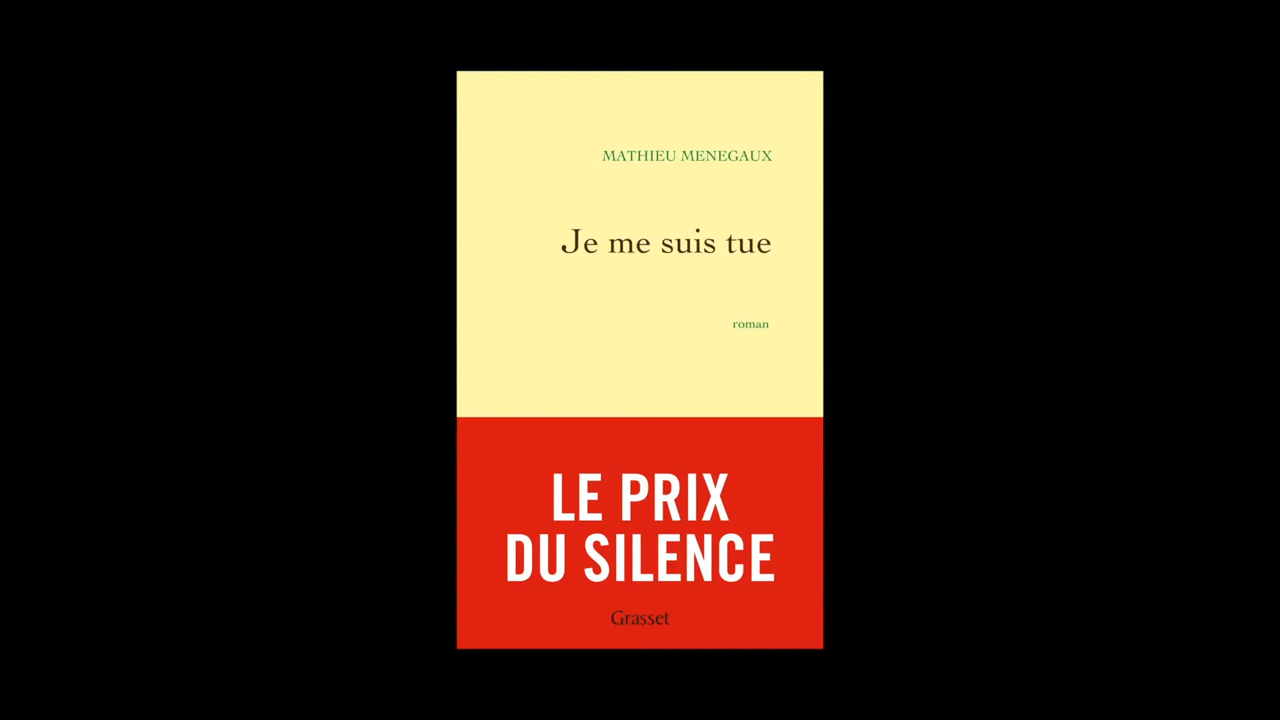 MATHIEU MENEGAUX
Je me suis tue
roman
LE PRIX
DU SILENCE
Grasset